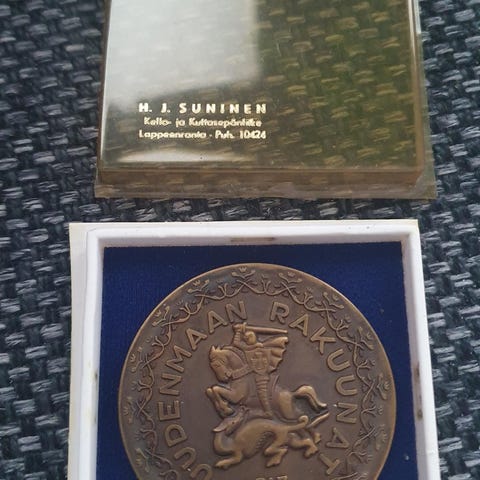 H. J. SUNINEN
Kello- ja Kultasepänliike
Lappeenranta - Puh. 10424
UUDENMAAN RAKUUNAT